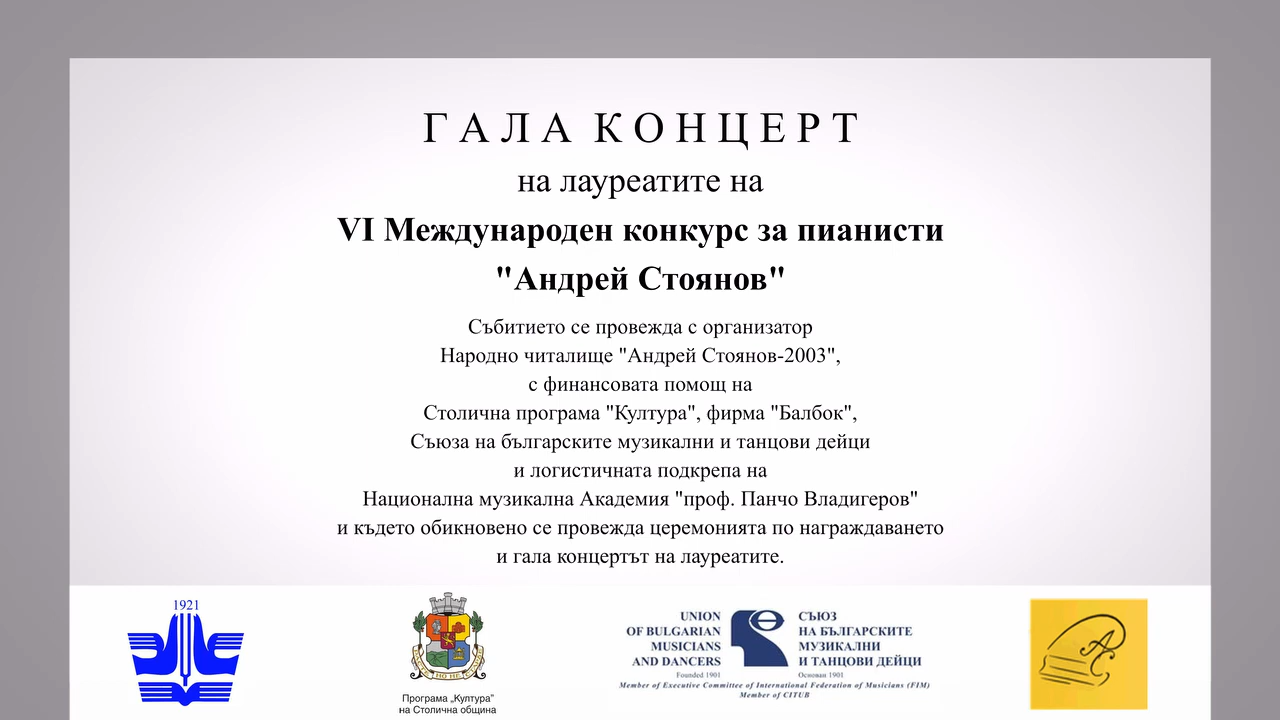 ГАЛА КОНЦЕРТ
на лауреатите на
VI Международен конкурс за пианисти
"Андрей Стоянов"
Събитието се провежда с организатор
Народно читалище "Андрей Стоянов-2003",
с финансовата помощ на
Столична програма "Култура", фирма "Балбок",
Съюза на българските музикални и танцови дейци
и логистичната подкрепа на
Национална музикална Академия "проф. Панчо Владигеров"
и където обикновено се провежда церемонията по награждаването
и гала концертът на лауреатите.
1921
Програма „Култура“
на Столична община
UNION
OF BULGARIAN
MUSICIANS
AND DANCERS
Founded 1901
СЪЮЗ
НА БЪЛГАРСКИТЕ
МУЗИКАЛНИ
И ТАНЦОВИ ДЕЙЦИ
Основан 1901
Member of Executive Committee of International Federation of Musicians (FIM)
Member of CITUB